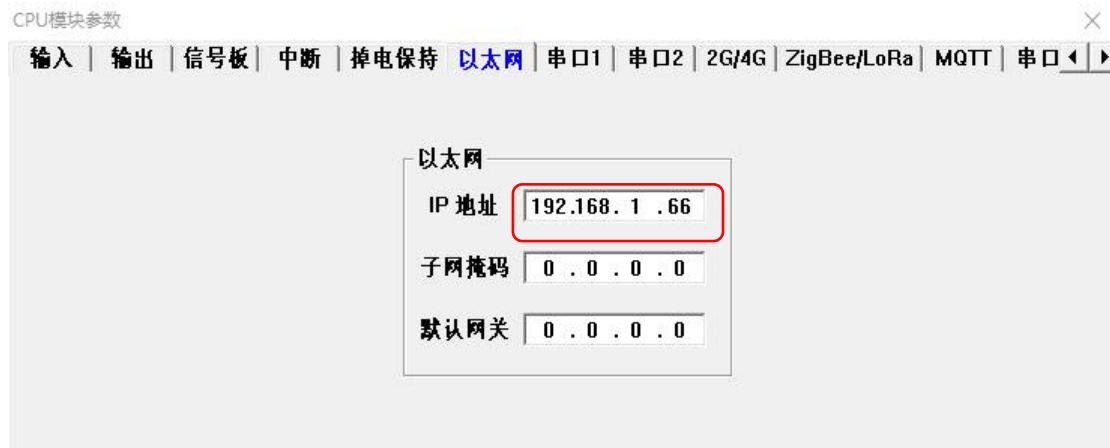 CPU模块参数
输入 | 输出 | 信号板 | 中断 | 掉电保持 以太网 | 串口1 | 串口2 | 2G/4G | ZigBee/LoRa | MQTT | 串口
以太网
IP 地址 192.168. 1 .66
子网掩码 0 . 0 . 0 . 0
默认网关 0 . 0 . 0 . 0